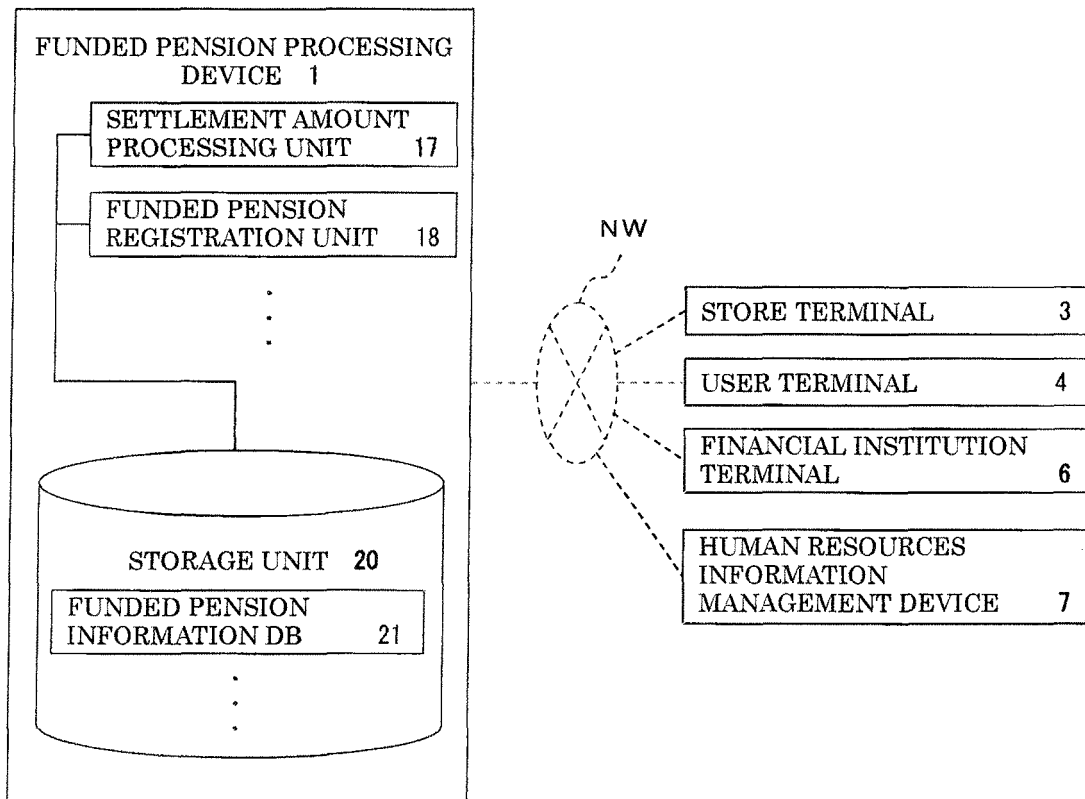 FUNDED PENSION PROCESSING
DEVICE 1
SETTLEMENT AMOUNT
PROCESSING UNIT 17
FUNDED PENSION
REGISTRATION UNIT 18
STORAGE UNIT 20
FUNDED PENSION
INFORMATION DB 21
NW
STORE TERMINAL 3
USER TERMINAL 4
FINANCIAL INSTITUTION
TERMINAL 6
HUMAN RESOURCES
INFORMATION
MANAGEMENT DEVICE 7